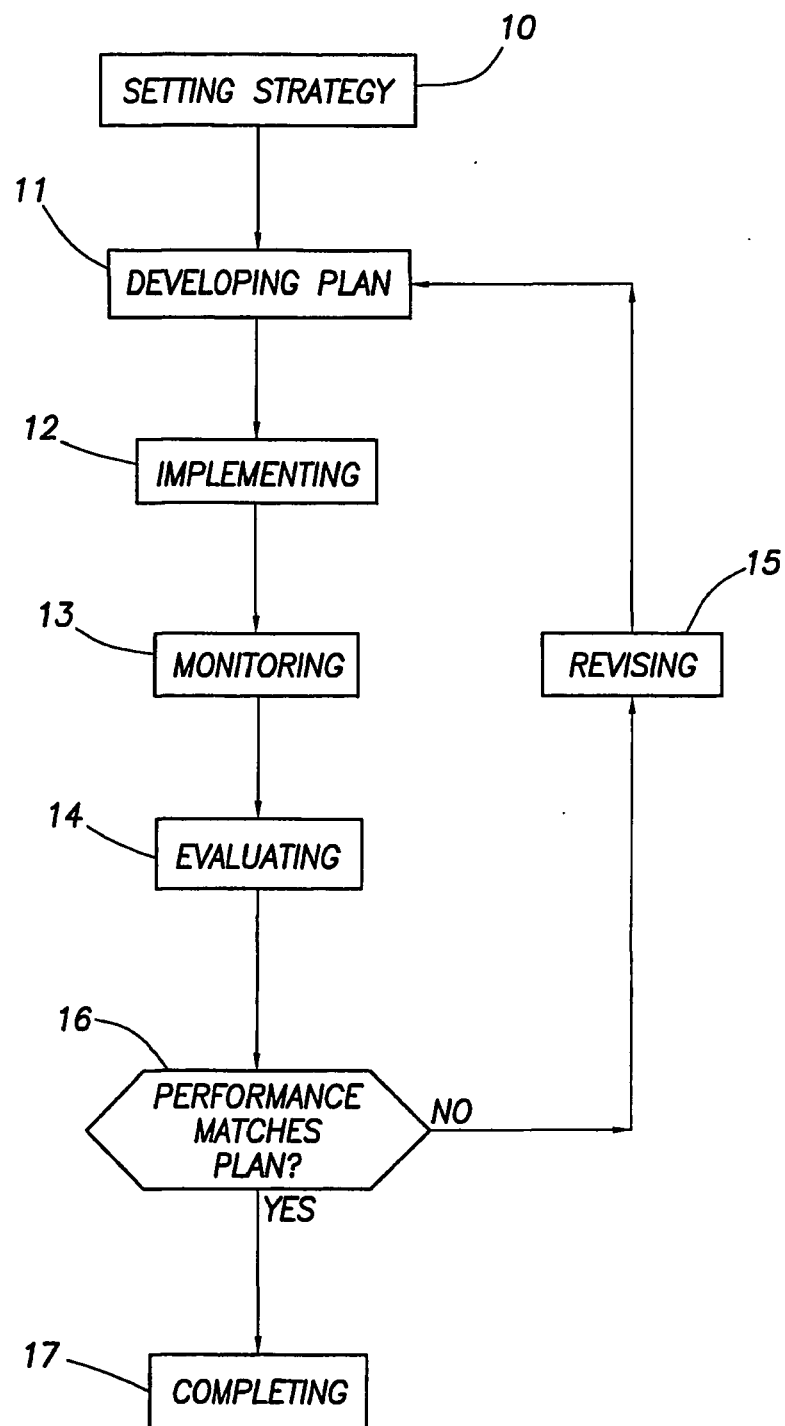 10
SETTING STRATEGY
11
DEVELOPING PLAN
12
IMPLEMENTING
13
MONITORING
15
REVISING
14
EVALUATING
16
PERFORMANCE
MATCHES
PLAN?
NO
YES
17
COMPLETING